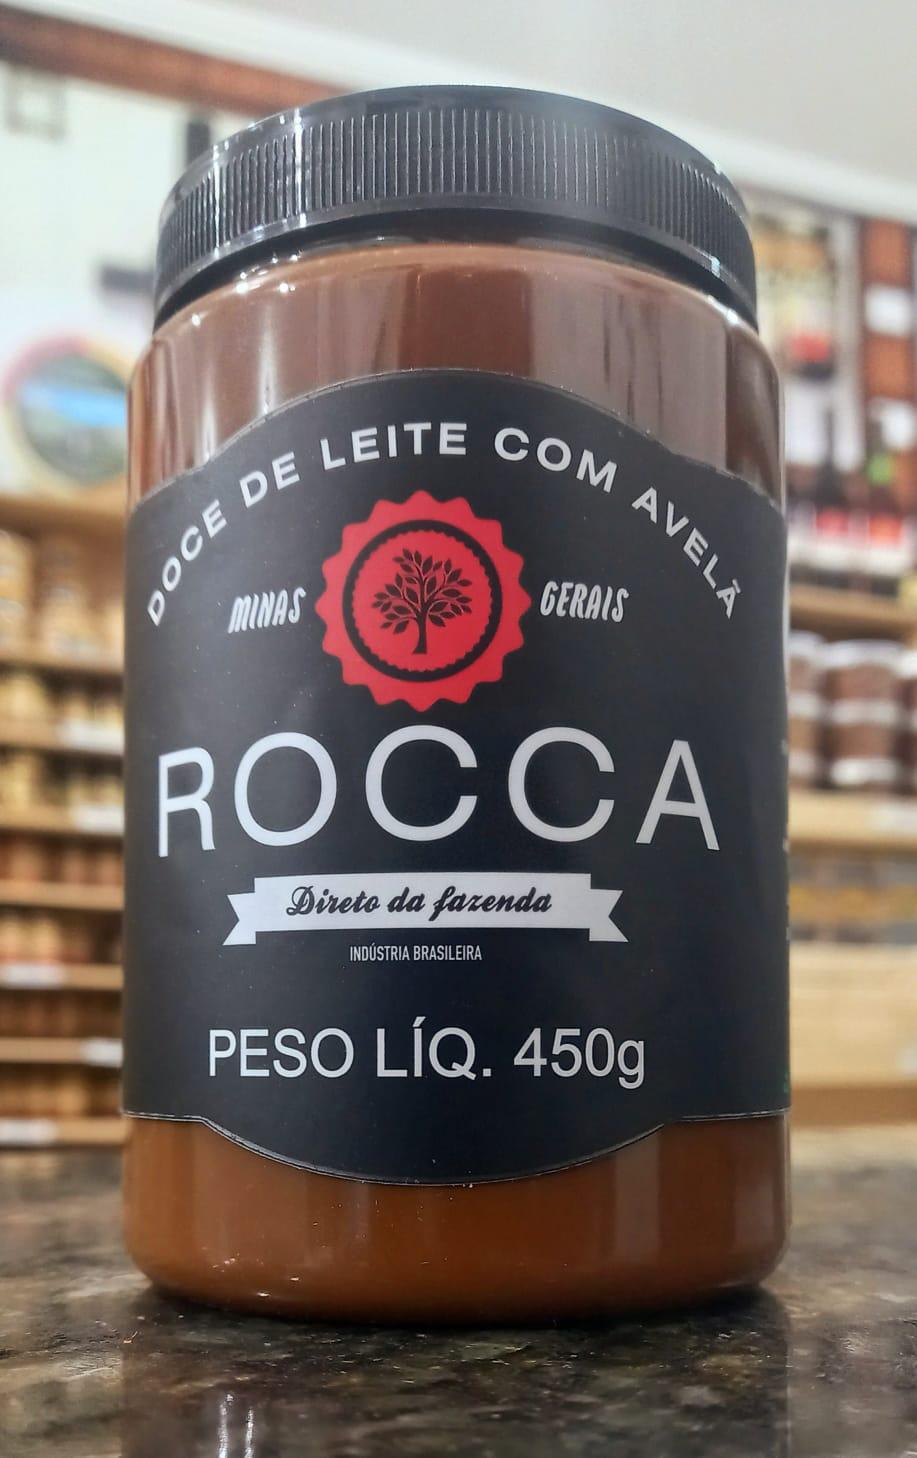 DOCE DE LEITE COM AVELÃ
MINAS GERAIS
ROCCA
Direto da fazenda
INDÚSTRIA BRASILEIRA
PESO LÍQ. 450g